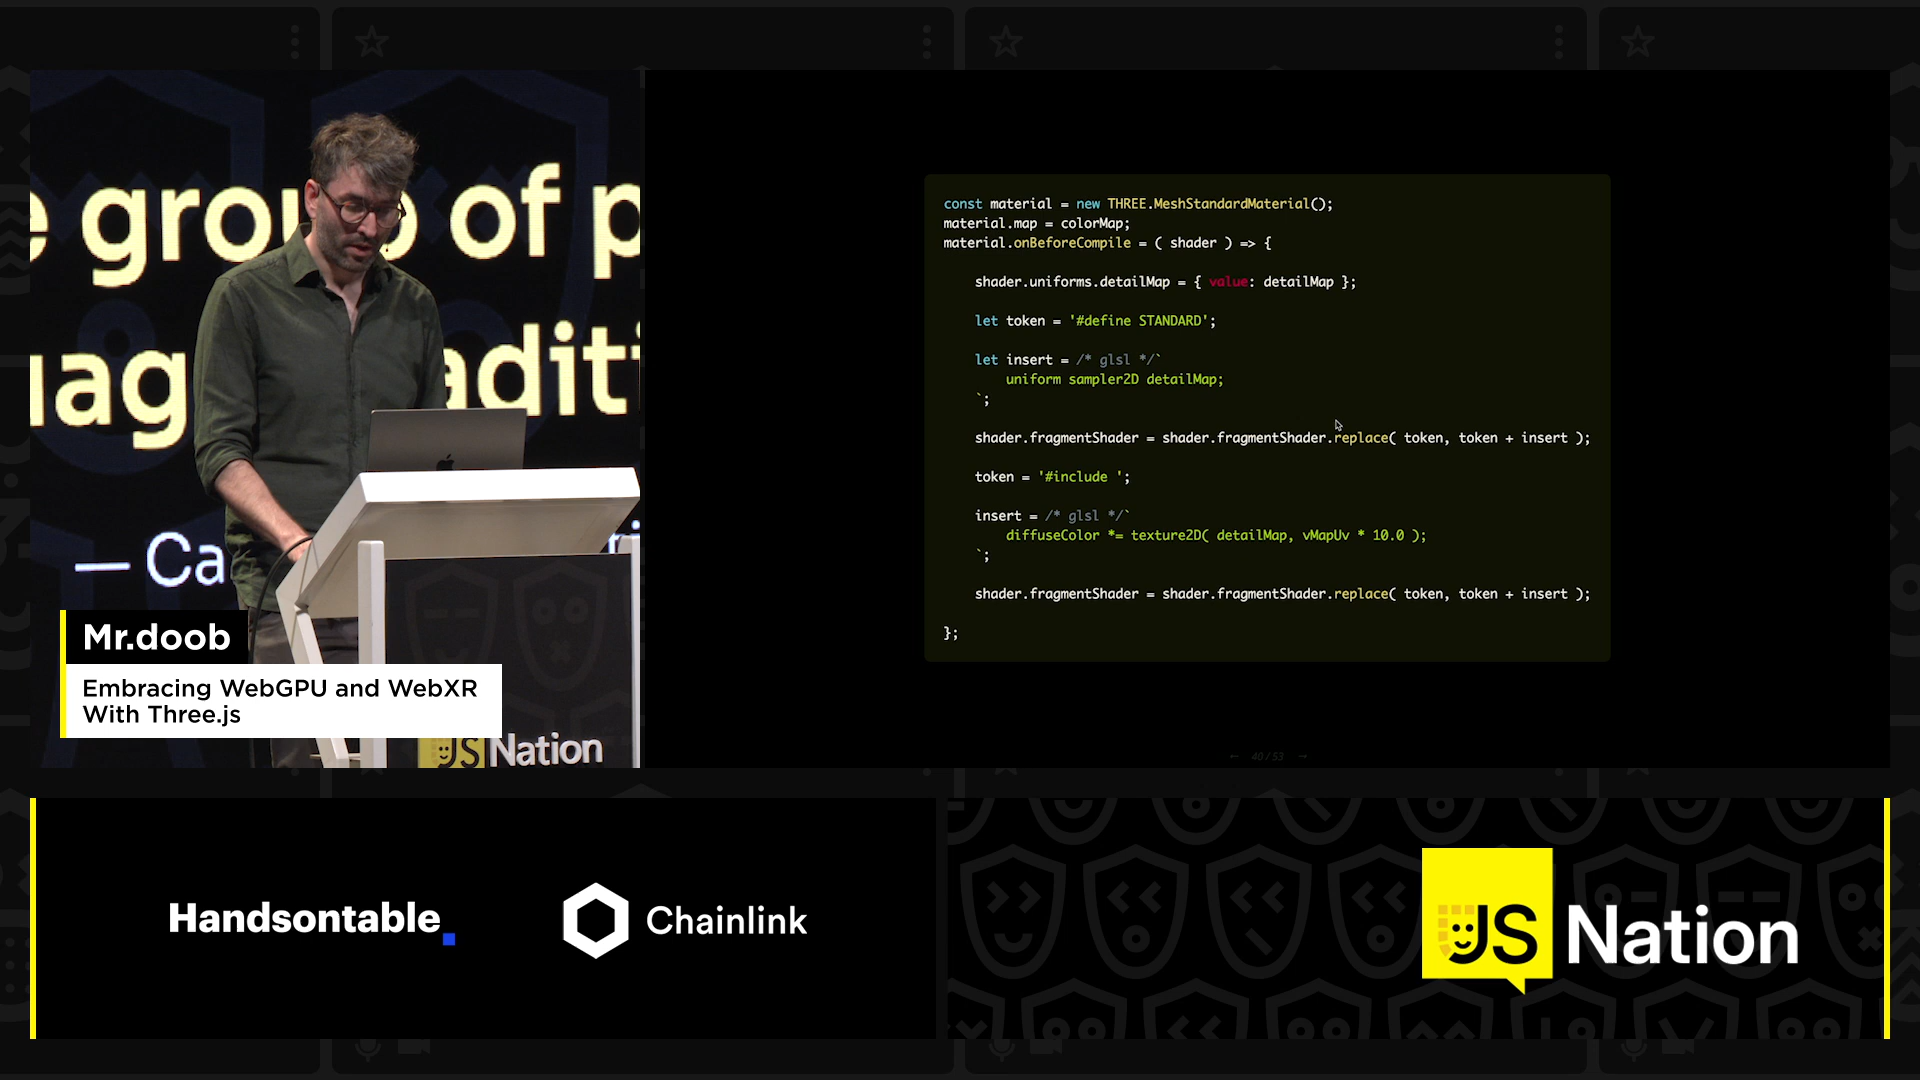 e group of p
uag
aditi
— Ca
Mr.doob
Embracing WebGPU and WebXR
With Three.js
JS Nation
const material = new THREE.MeshStandardMaterial();
material.map = colorMap;
material.onBeforeCompile = ( shader ) => {
shader.uniforms.detailMap = { value: detailMap };
let token = '#define STANDARD';
let insert = /* glsl */`
uniform sampler2D detailMap;
`;
shader.fragmentShader = shader.fragmentShader.replace( token, token + insert );
token = '#include ';
insert = /* glsl */`
diffuseColor *= texture2D( detailMap, vMapUv * 10.0 );
`;
shader.fragmentShader = shader.fragmentShader.replace( token, token + insert );
};
← 40 / 53 →
Handsontable
Chainlink
JS Nation